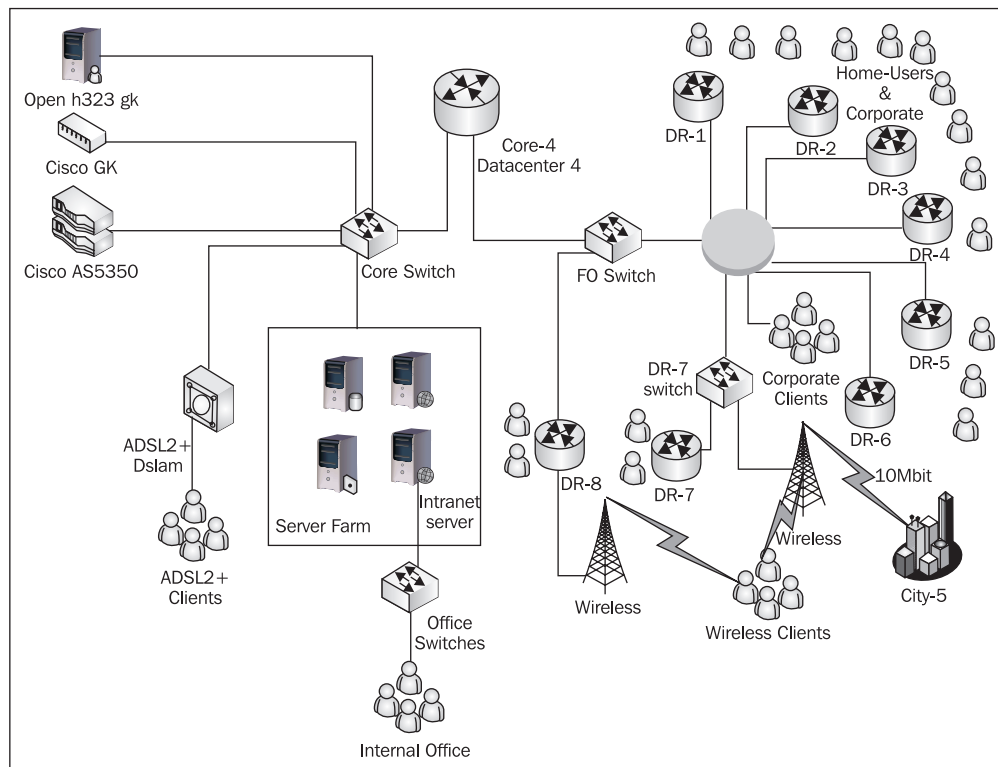 Open h323 gk
Cisco GK
Cisco AS5350
Core-4
Datacenter 4
Core Switch
FO Switch
Home-Users
&
Corporate
DR-1
DR-2
DR-3
DR-4
DR-5
DR-6
Corporate
Clients
DR-7
switch
DR-7
DR-8
ADSL2+
Dslam
ADSL2+
Clients
Server Farm
Intranet
server
Office
Switches
Internal Office
Wireless
Wireless
Wireless Clients
10Mbit
City-5